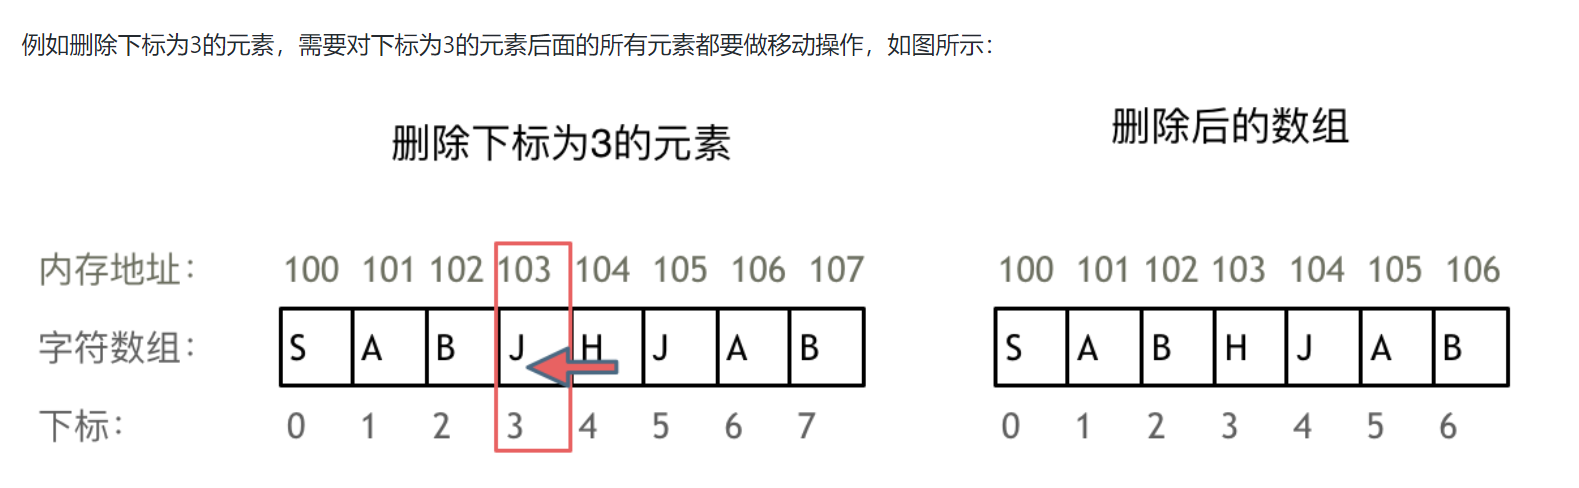 例如删除下标为3的元素，需要对下标为3的元素后面的所有元素都要做移动操作，如图所示：
删除下标为3的元素 删除后的数组
内存地址： 100 101 102 103 104 105 106 107 100 101 102 103 104 105 106
字符数组： S A B J H J A B S A B H J A B
下标： 0 1 2 3 4 5 6 7 0 1 2 3 4 5 6